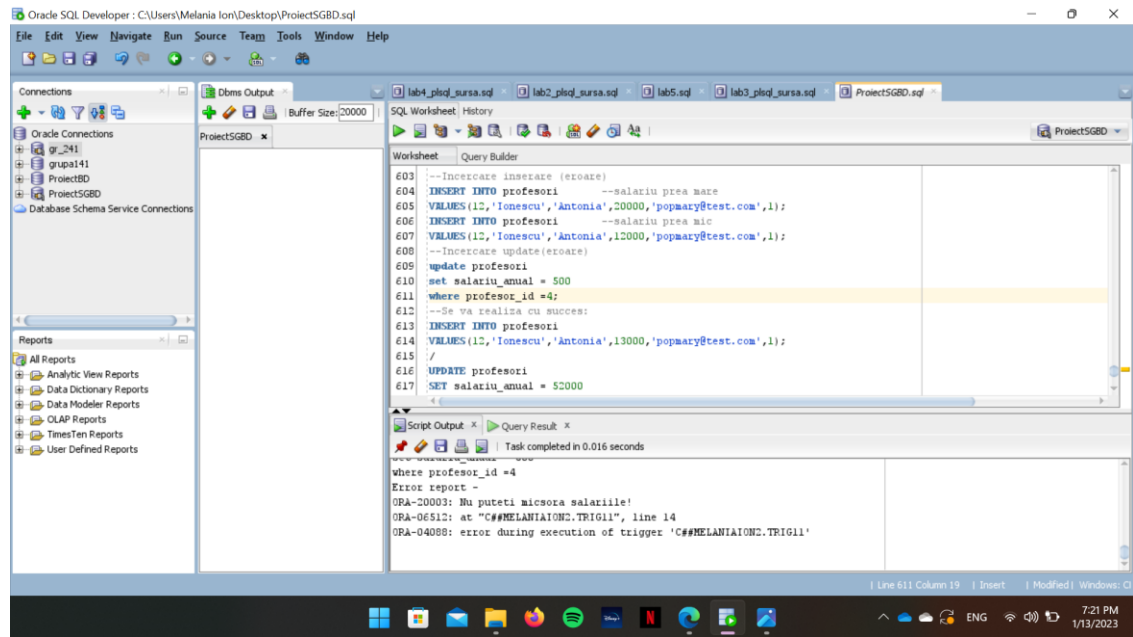 Oracle SQL Developer : C:\Users\Melania Ion\Desktop\ProiectSGBD.sql
File Edit View Navigate Run Source Team Tools Window Help
Connections
Oracle Connections
gr_241
grupa141
ProiectBD
ProiectSGBD
Database Schema Service Connections
Reports
All Reports
Analytic View Reports
Data Dictionary Reports
Data Modeler Reports
OLAP Reports
TimesTen Reports
User Defined Reports
Dbms Output
Buffer Size: 20000
ProiectSGBD
lab4_plsql_sursa.sql lab2_plsql_sursa.sql lab5.sql lab3_plsql_sursa.sql ProiectSGBD.sql
SQL Worksheet History
ProiectSGBD
Worksheet Query Builder
603 --Incercare inserare (eroare)
604 INSERT INTO profesori --salariu prea mare
605 VALUES(12,'Ionescu','Antonia',20000,'popmary@test.com',1);
606 INSERT INTO profesori --salariu prea mic
607 VALUES(12,'Ionescu','Antonia',12000,'popmary@test.com',1);
608 --Incercare update(eroare)
609 update profesori
610 set salariu_anual = 500
611 where profesor_id =4;
612 --Se va realiza cu succes:
613 INSERT INTO profesori
614 VALUES(12,'Ionescu','Antonia',13000,'popmary@test.com',1);
615 /
616 UPDATE profesori
617 SET salariu_anual = 52000
Script Output Query Result
Task completed in 0.016 seconds
where profesor_id =4
Error report -
ORA-20003: Nu puteti micsora salariile!
ORA-06512: at "C##MELANIAION2.TRIG11", line 14
ORA-04088: error during execution of trigger 'C##MELANIAION2.TRIG11'
| Line 611 Column 19 | Insert | Modified | Windows: Cl
ENG
7:21 PM
1/13/2023